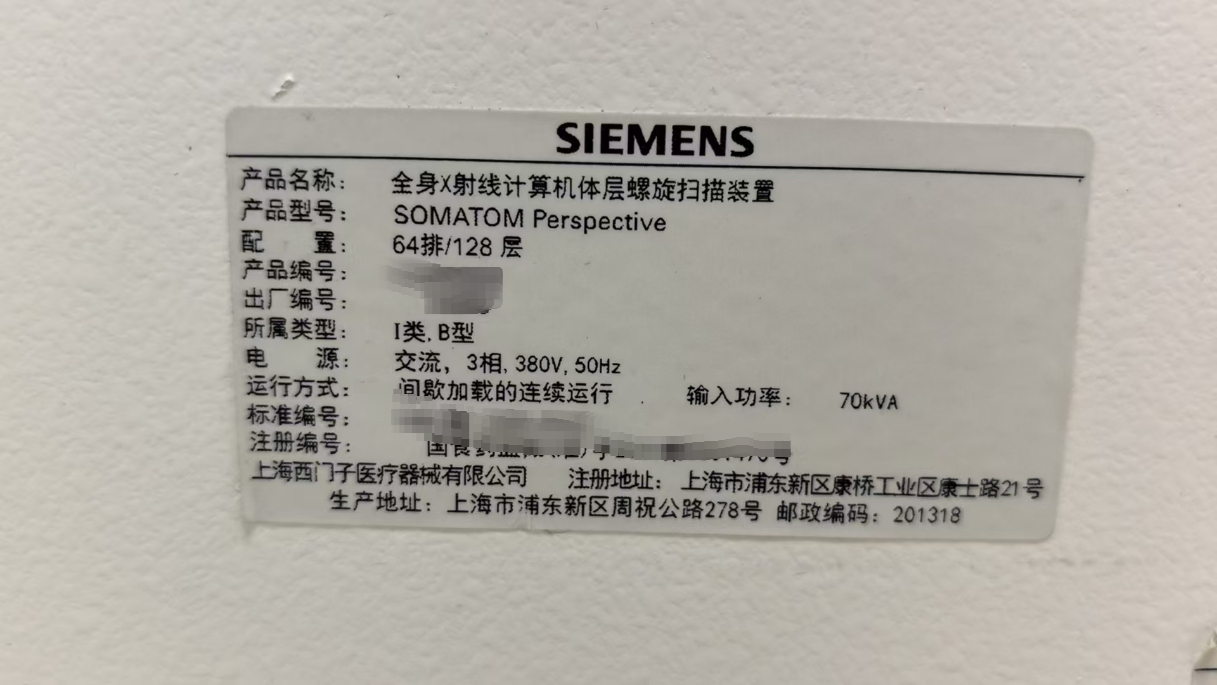 SIEMENS
产品名称： 全身X射线计算机体层螺旋扫描装置
产品型号： SOMATOM Perspective
配 置： 64排/128 层
产品编号：
出厂编号：
所属类型： I类, B型
电 源： 交流， 3相, 380V, 50Hz
运行方式： 间歇加载的连续运行 输入功率： 70kVA
标准编号：
注册编号：
上海西门子医疗器械有限公司 注册地址： 上海市浦东新区康桥工业区康士路21号
生产地址： 上海市浦东新区周祝公路278号 邮政编码： 201318